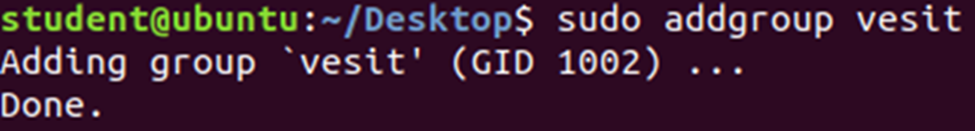 student@ubuntu:~/Desktop$ sudo addgroup vesit
Adding group `vesit' (GID 1002) ...
Done.